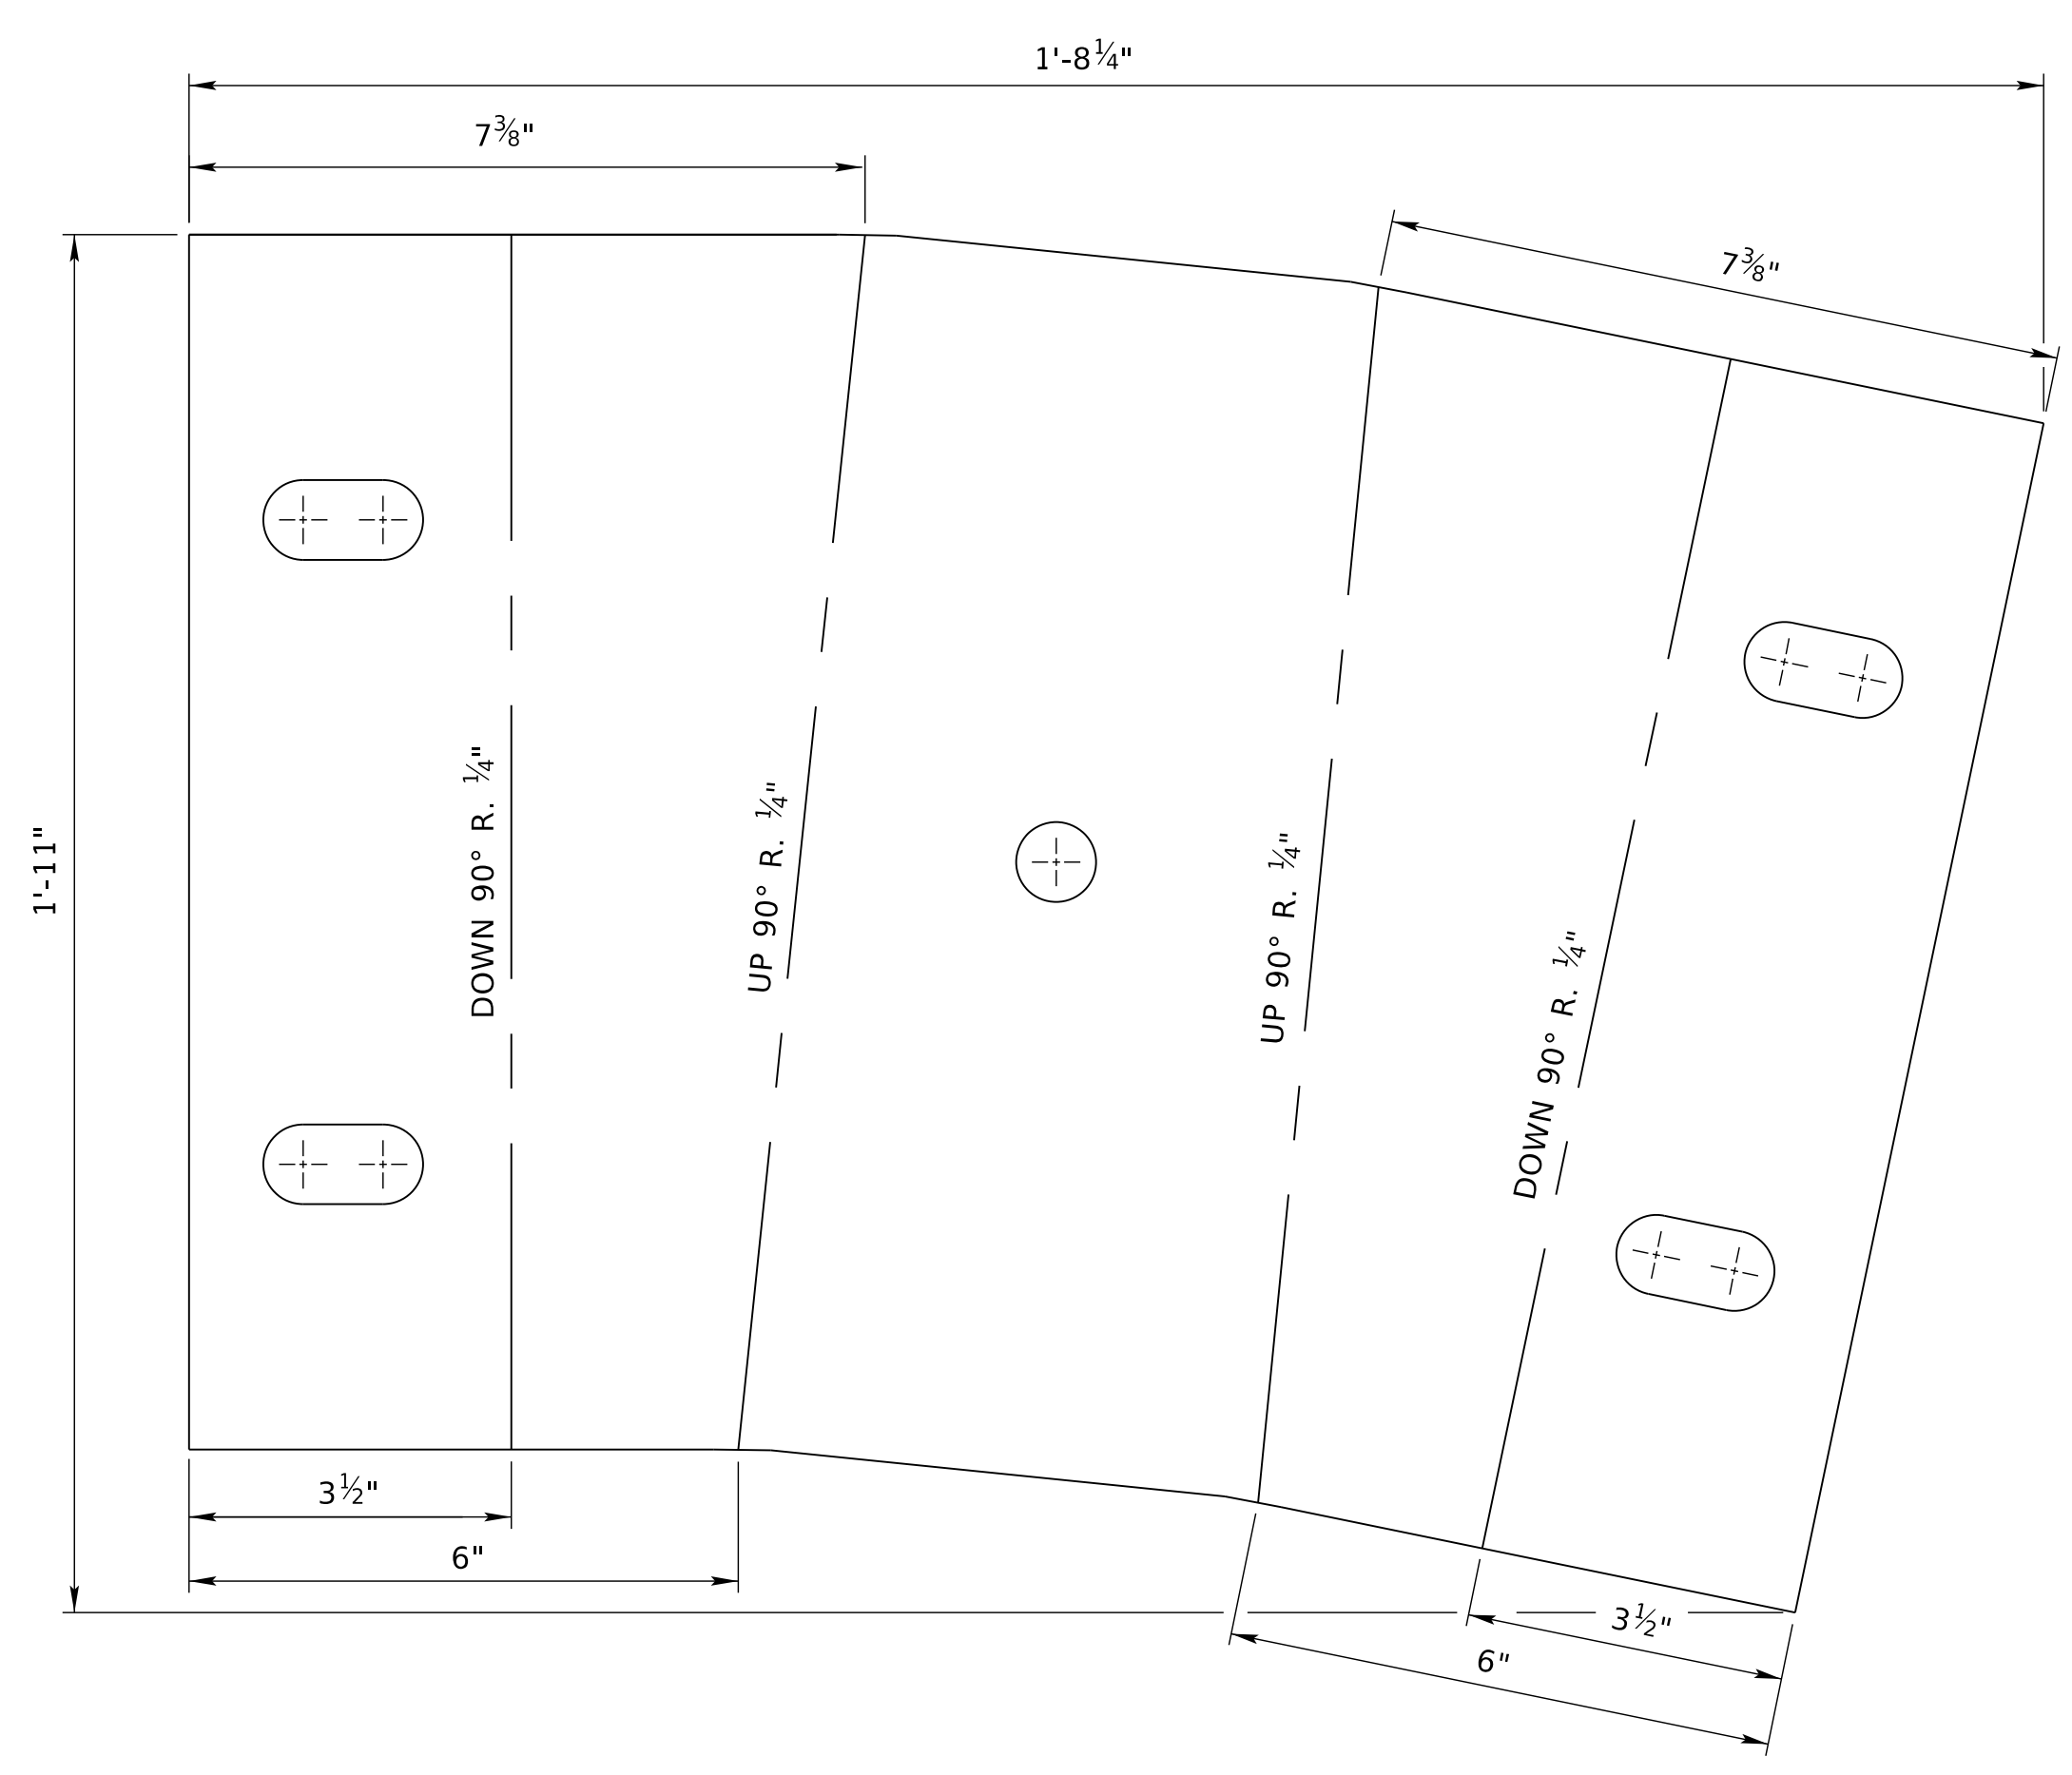 1'-8¼"
7⅜"
7⅜"
1'-11"
DOWN 90° R. ¼"
UP 90° R. ¼"
UP 90° R. ¼"
DOWN 90° R. ¼"
3½"
6"
3½"
6"